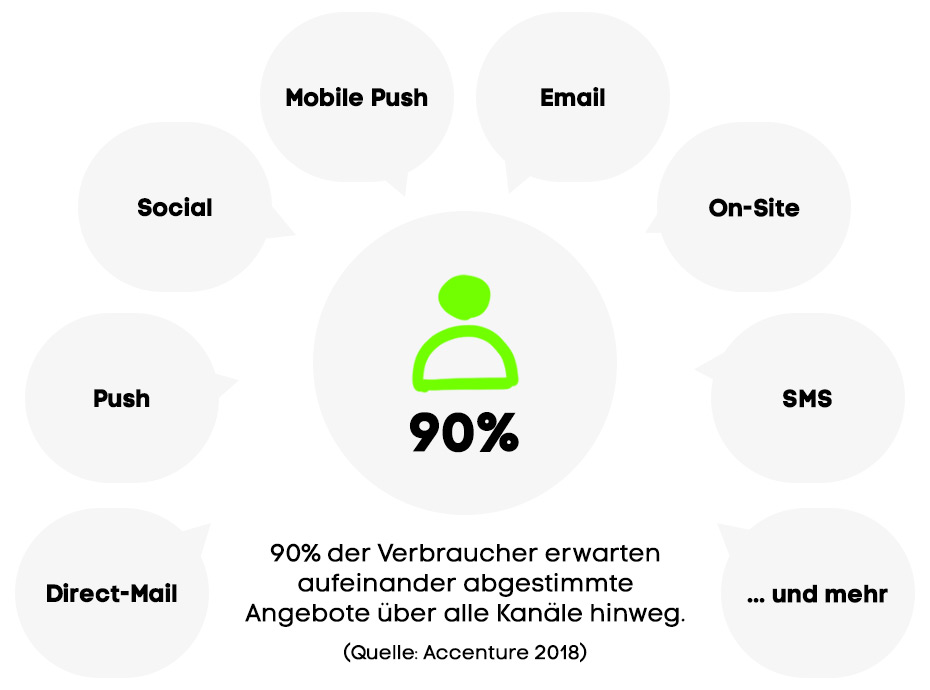 Mobile Push
Email
Social
On-Site
Push
SMS
90%
Direct-Mail
... und mehr
90% der Verbraucher erwarten
aufeinander abgestimmte
Angebote über alle Kanäle hinweg.
(Quelle: Accenture 2018)